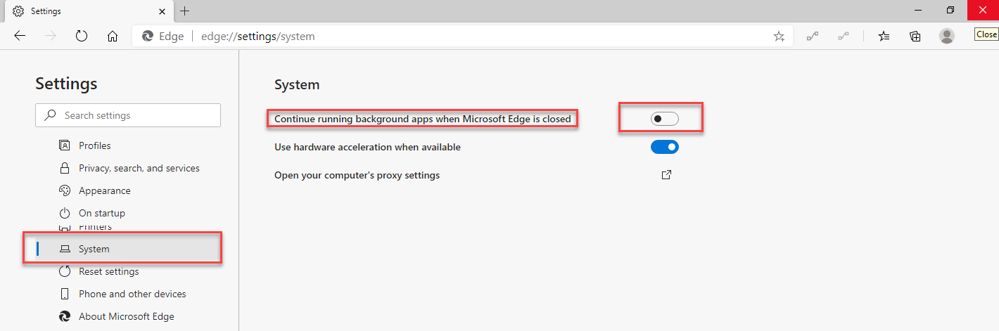 Settings
Edge
edge://settings/system
Close
Settings
Search settings
Profiles
Privacy, search, and services
Appearance
On startup
Printers
System
Reset settings
Phone and other devices
About Microsoft Edge
System
Continue running background apps when Microsoft Edge is closed
Use hardware acceleration when available
Open your computer's proxy settings